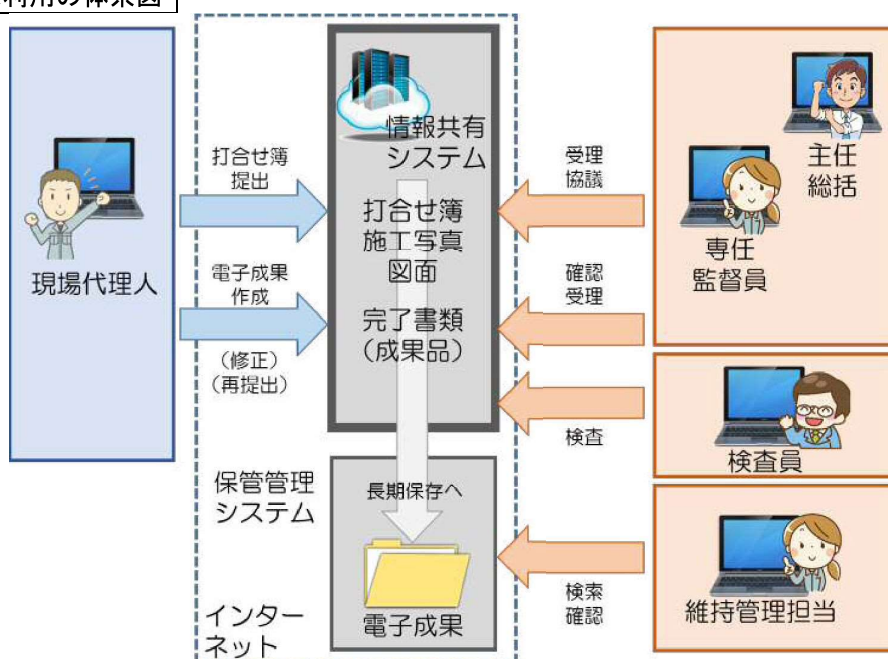 利用の体系図
情報共有
システム
打合せ簿
施工写真
図面
完了書類
（成果品）
現場代理人
打合せ簿
提出
電子成果
作成
（修正）
（再提出）
受理
協議
確認
受理
検査
主任
総括
専任
監督員
検査員
保管管理
システム
長期保存へ
電子成果
検索
確認
維持管理担当
インター
ネット